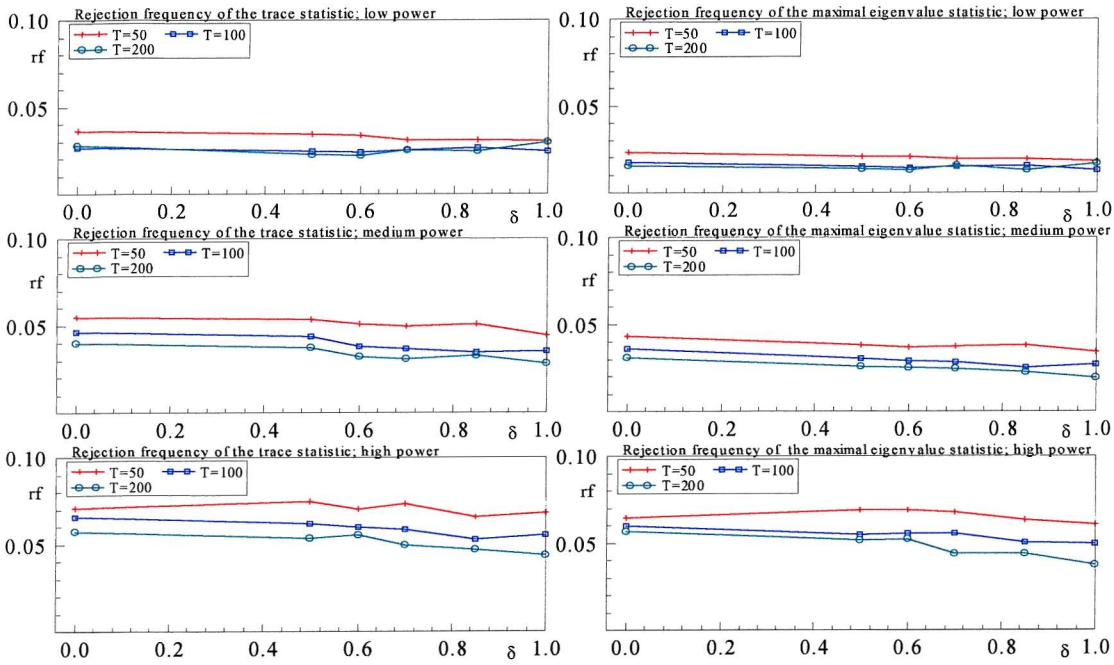 Rejection frequency of the trace statistic; low power
0.10
rf
0.05
T=50 T=100
T=200
0.0 0.2 0.4 0.6 0.8 δ 1.0
Rejection frequency of the maximal eigenvalue statistic; low power
0.10
rf
0.05
T=50 T=100
T=200
0.0 0.2 0.4 0.6 0.8 δ 1.0
Rejection frequency of the trace statistic; medium power
0.10
rf
0.05
T=50 T=100
T=200
0.0 0.2 0.4 0.6 0.8 δ 1.0
Rejection frequency of the maximal eigenvalue statistic; medium power
0.10
rf
0.05
T=50 T=100
T=200
0.0 0.2 0.4 0.6 0.8 δ 1.0
Rejection frequency of the trace statistic; high power
0.10
rf
0.05
T=50 T=100
T=200
0.0 0.2 0.4 0.6 0.8 δ 1.0
Rejection frequency of the maximal eigenvalue statistic; high power
0.10
rf
0.05
T=50 T=100
T=200
0.0 0.2 0.4 0.6 0.8 δ 1.0